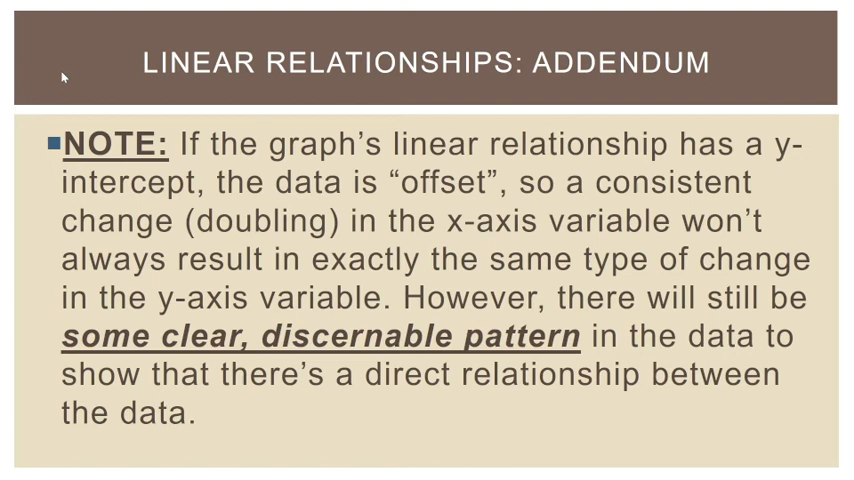 LINEAR RELATIONSHIPS: ADDENDUM
NOTE: If the graph’s linear relationship has a y-
intercept, the data is “offset”, so a consistent
change (doubling) in the x-axis variable won’t
always result in exactly the same type of change
in the y-axis variable. However, there will still be
some clear, discernable pattern in the data to
show that there’s a direct relationship between
the data.